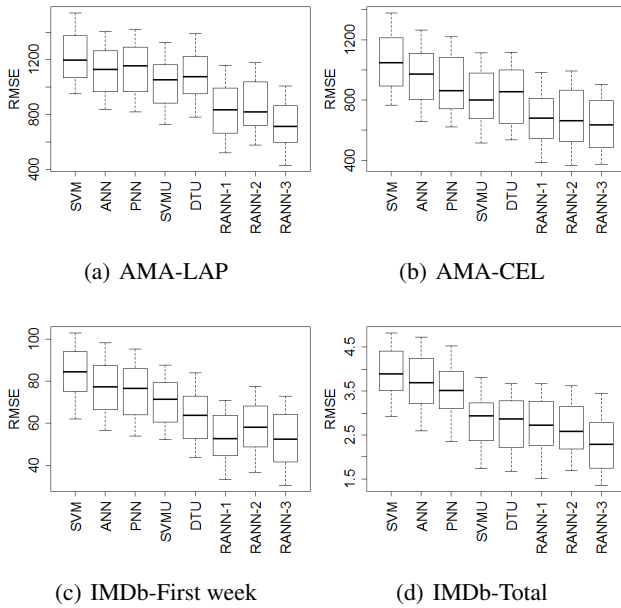 RMSE
400 800 1200
SVM ANN PNN SVMU DTU RANN-1 RANN-2 RANN-3
(a) AMA-LAP
RMSE
400 800 1200
SVM ANN PNN SVMU DTU RANN-1 RANN-2 RANN-3
(b) AMA-CEL
RMSE
40 60 80 100
SVM ANN PNN SVMU DTU RANN-1 RANN-2 RANN-3
(c) IMDb-First week
RMSE
1.5 2.5 3.5 4.5
SVM ANN PNN SVMU DTU RANN-1 RANN-2 RANN-3
(d) IMDb-Total